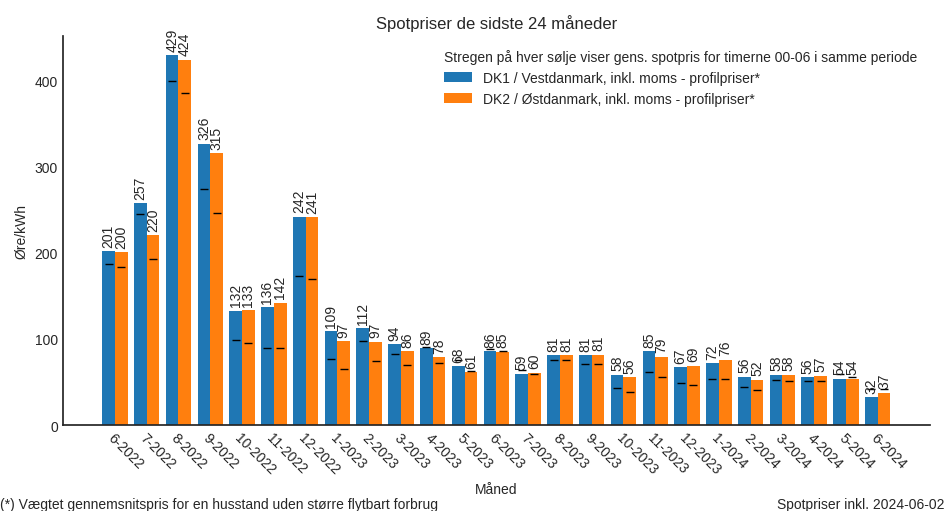 Spotpriser de sidste 24 måneder
Stregen på hver sølje viser gens. spotpris for timerne 00-06 i samme periode
DK1 / Vestdanmark, inkl. moms - profilpriser*
DK2 / Østdanmark, inkl. moms - profilpriser*
Øre/kWh
400
300
200
100
0
201 200 257 220 429 424 326 315 132 133 136 142 242 241 109 97 112 97 94 86 89 78 68 61 86 85 59 60 81 81 81 81 58 56 85 79 67 69 72 76 56 52 58 58 56 57 54 54 32 37
6-2022 7-2022 8-2022 9-2022 10-2022 11-2022 12-2022 1-2023 2-2023 3-2023 4-2023 5-2023 6-2023 7-2023 8-2023 9-2023 10-2023 11-2023 12-2023 1-2024 2-2024 3-2024 4-2024 5-2024 6-2024
Måned
(*) Vægtet gennemsnitspris for en husstand uden større flytbart forbrug
Spotpriser inkl. 2024-06-02